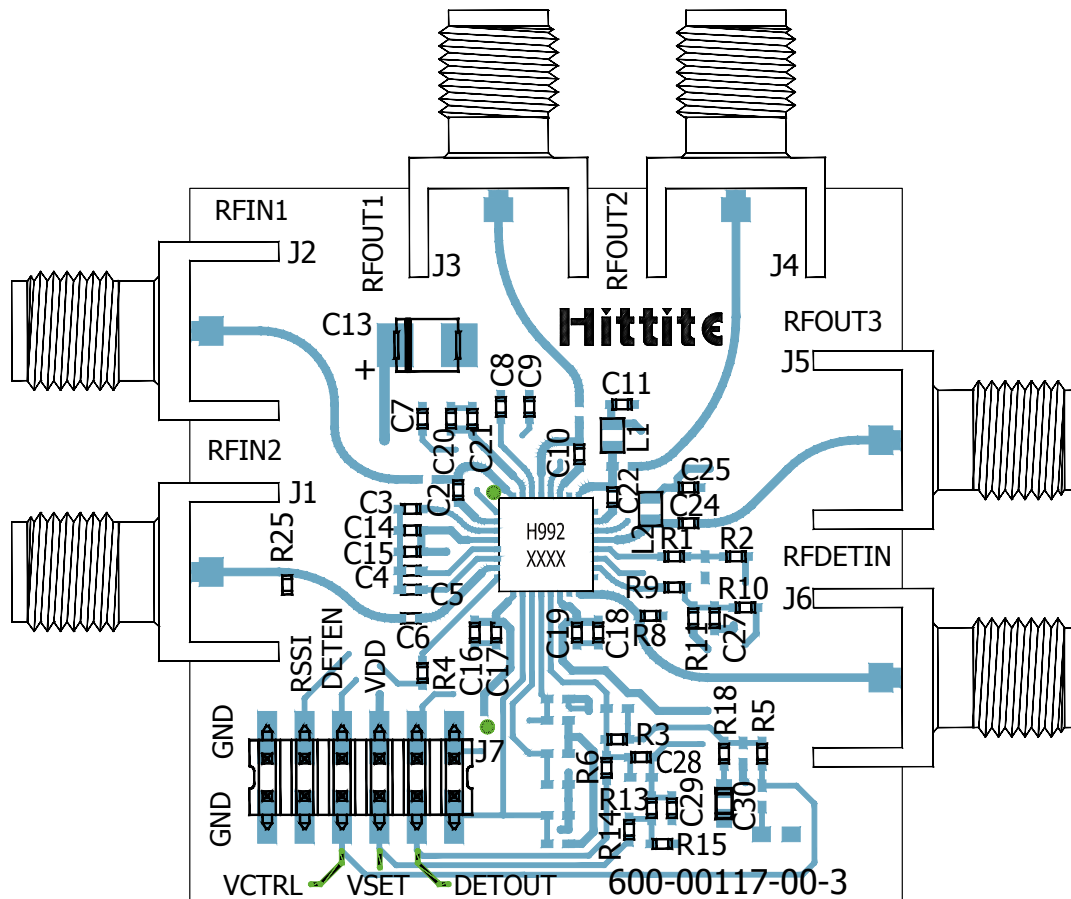 RFIN1
RFOUT1
RFOUT2
J2
J3
J4
C13
+
Hittite
RFOUT3
J5
C8
C9
C11
C7
C20
C21
C10
L1
RFIN2
J1
C2
C22
C25
C24
L2
C3
C14
C15
C4
C5
C6
R25
H992
XXXX
R1
R2
RFDETIN
R9
R10
J6
R8
R11
C27
C19
C18
C16
C17
R4
RSSI
DETEN
VDD
GND
J7
R18
R5
R3
R6
C28
R13
C29
C30
GND
R14
R15
VCTRL
VSET
DETOUT
600-00117-00-3